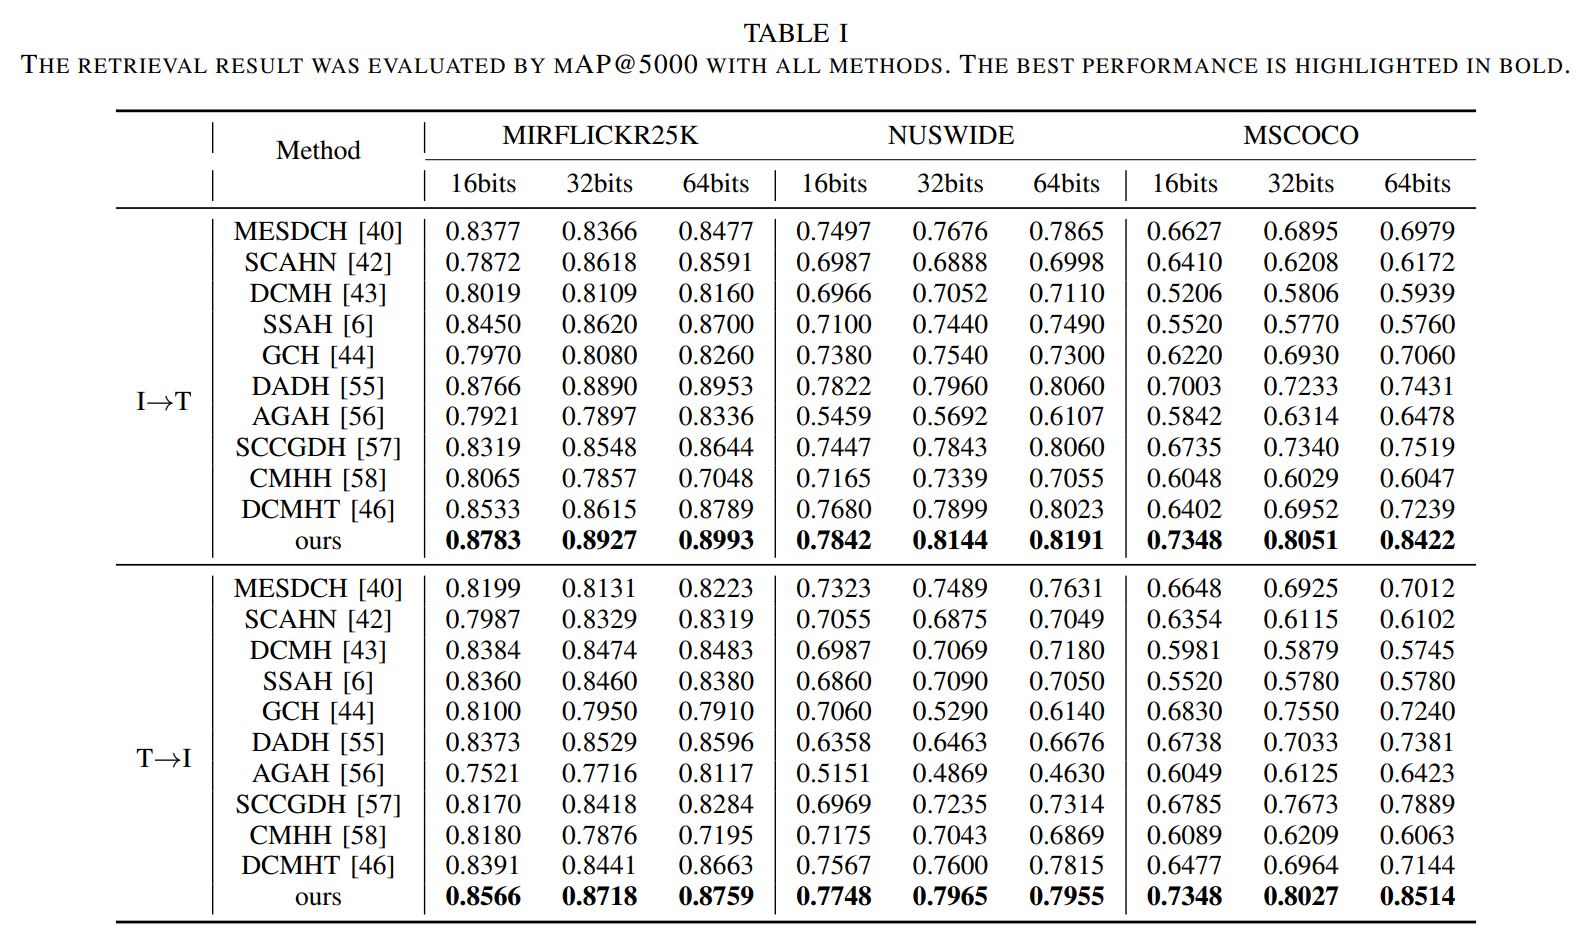 TABLE I
THE RETRIEVAL RESULT WAS EVALUATED BY MAP@5000 WITH ALL METHODS. THE BEST PERFORMANCE IS HIGHLIGHTED IN BOLD.
Method MIRFLICKR25K NUSWIDE MSCOCO
16bits 32bits 64bits 16bits 32bits 64bits 16bits 32bits 64bits
I→T
MESDCH [40] 0.8377 0.8366 0.8477 0.7497 0.7676 0.7865 0.6627 0.6895 0.6979
SCAHN [42] 0.7872 0.8618 0.8591 0.6987 0.6888 0.6998 0.6410 0.6208 0.6172
DCMH [43] 0.8019 0.8109 0.8160 0.6966 0.7052 0.7110 0.5206 0.5806 0.5939
SSAH [6] 0.8450 0.8620 0.8700 0.7100 0.7440 0.7490 0.5520 0.5770 0.5760
GCH [44] 0.7970 0.8080 0.8260 0.7380 0.7540 0.7300 0.6220 0.6930 0.7060
DADH [55] 0.8766 0.8890 0.8953 0.7822 0.7960 0.8060 0.7003 0.7233 0.7431
AGAH [56] 0.7921 0.7897 0.8336 0.5459 0.5692 0.6107 0.5842 0.6314 0.6478
SCCGDH [57] 0.8319 0.8548 0.8644 0.7447 0.7843 0.8060 0.6735 0.7340 0.7519
CMHH [58] 0.8065 0.7857 0.7048 0.7165 0.7339 0.7055 0.6048 0.6029 0.6047
DCMHT [46] 0.8533 0.8615 0.8789 0.7680 0.7899 0.8023 0.6402 0.6952 0.7239
ours 0.8783 0.8927 0.8993 0.7842 0.8144 0.8191 0.7348 0.8051 0.8422
T→I
MESDCH [40] 0.8199 0.8131 0.8223 0.7323 0.7489 0.7631 0.6648 0.6925 0.7012
SCAHN [42] 0.7987 0.8329 0.8319 0.7055 0.6875 0.7049 0.6354 0.6115 0.6102
DCMH [43] 0.8384 0.8474 0.8483 0.6987 0.7069 0.7180 0.5981 0.5879 0.5745
SSAH [6] 0.8360 0.8460 0.8380 0.6860 0.7090 0.7050 0.5520 0.5780 0.5780
GCH [44] 0.8100 0.7950 0.7910 0.7060 0.5290 0.6140 0.6830 0.7550 0.7240
DADH [55] 0.8373 0.8529 0.8596 0.6358 0.6463 0.6676 0.6738 0.7033 0.7381
AGAH [56] 0.7521 0.7716 0.8117 0.5151 0.4869 0.4630 0.6049 0.6125 0.6423
SCCGDH [57] 0.8170 0.8418 0.8284 0.6969 0.7235 0.7314 0.6785 0.7673 0.7889
CMHH [58] 0.8180 0.7876 0.7195 0.7175 0.7043 0.6869 0.6089 0.6209 0.6063
DCMHT [46] 0.8391 0.8441 0.8663 0.7567 0.7600 0.7815 0.6477 0.6964 0.7144
ours 0.8566 0.8718 0.8759 0.7748 0.7965 0.7955 0.7348 0.8027 0.8514